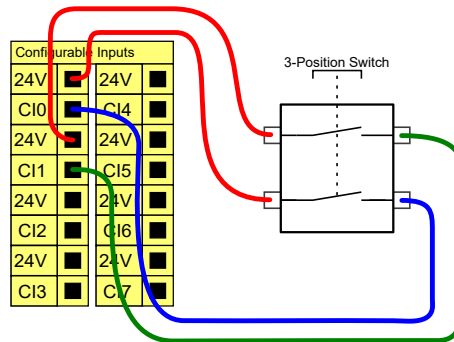 Configurable Inputs
3-Position Switch
24V 24V
CI0 CI4
24V 24V
CI1 CI5
24V 24V
CI2 CI6
24V 24V
CI3 CI7